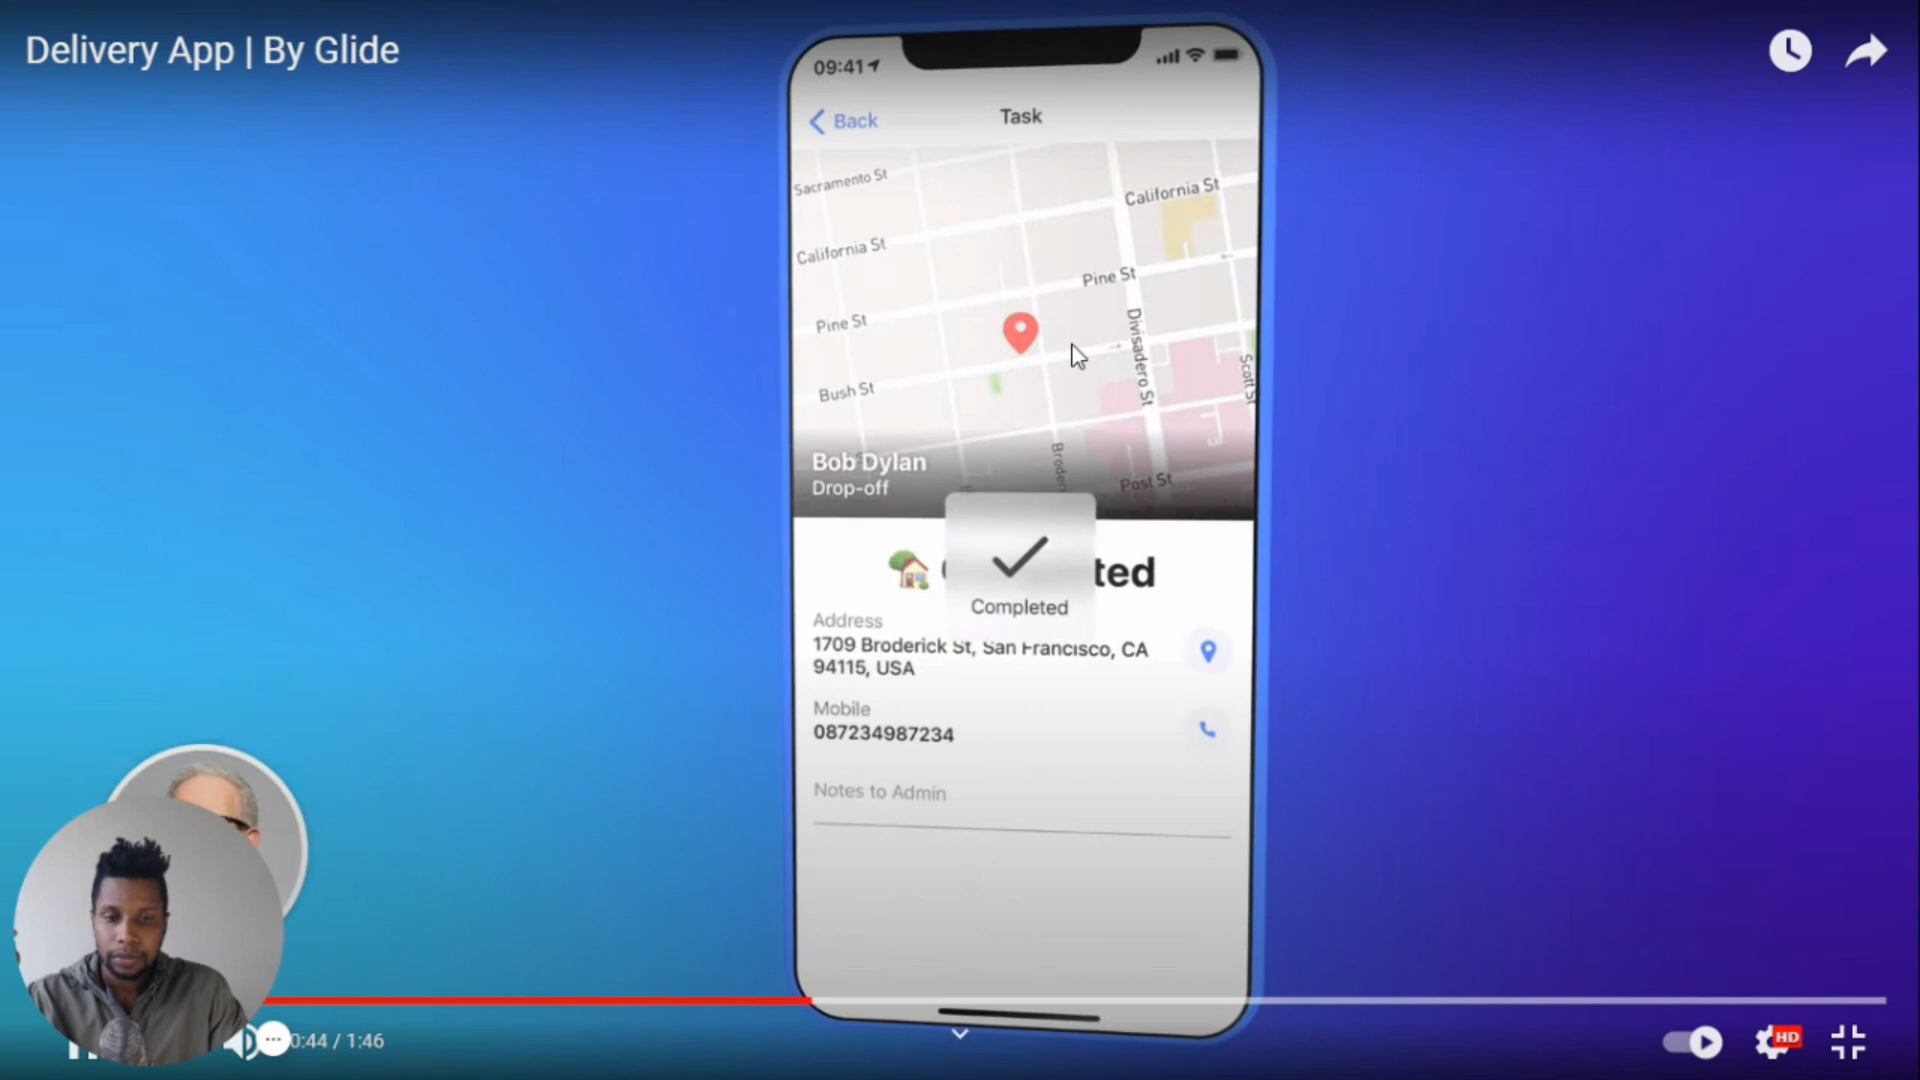 Delivery App | By Glide
09:41
Back
Task
Sacramento St
California St
California St
Pine St
Pine St
Divisadero St
Scott St
Bush St
Post St
Bob Dylan
Drop-off
ted
Completed
Address
1709 Broderick St, San Francisco, CA
94115, USA
Mobile
087234987234
Notes to Admin
0:44 / 1:46
HD